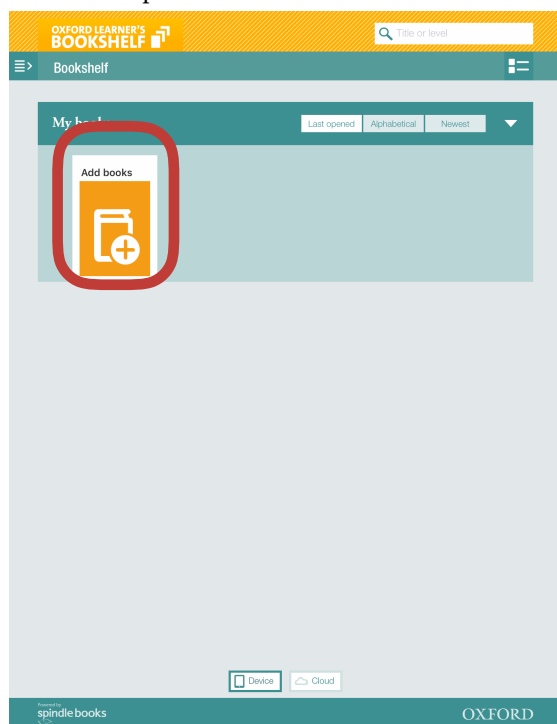 OXFORD LEARNER'S
BOOKSHELF
Title or level
Bookshelf
My
Last opened Alphabetical Newest
Add books
Device Cloud
Powered by
spindle books
OXFORD